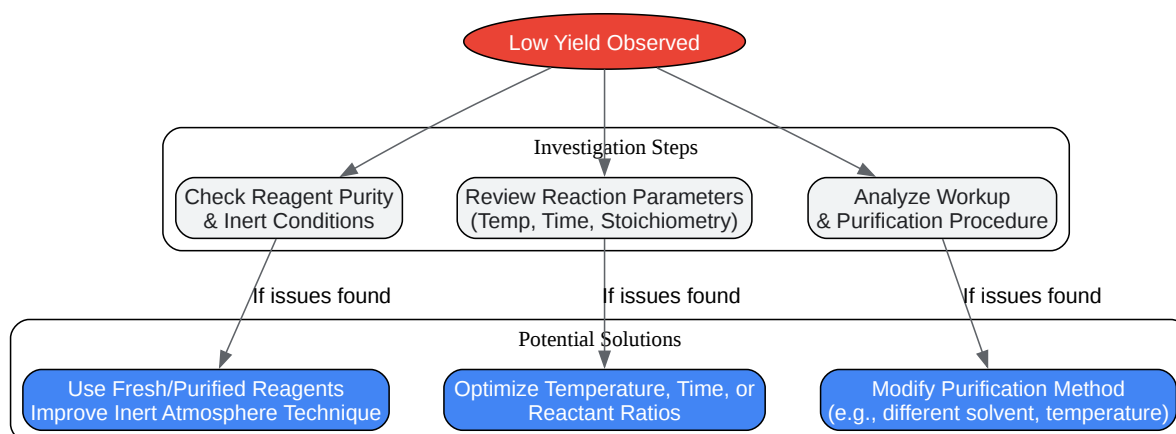 Low Yield Observed
Investigation Steps
Check Reagent Purity
& Inert Conditions
Review Reaction Parameters
(Temp, Time, Stoichiometry)
Analyze Workup
& Purification Procedure
If issues found
If issues found
If issues found
Potential Solutions
Use Fresh/Purified Reagents
Improve Inert Atmosphere Technique
Optimize Temperature, Time, or
Reactant Ratios
Modify Purification Method
(e.g., different solvent, temperature)